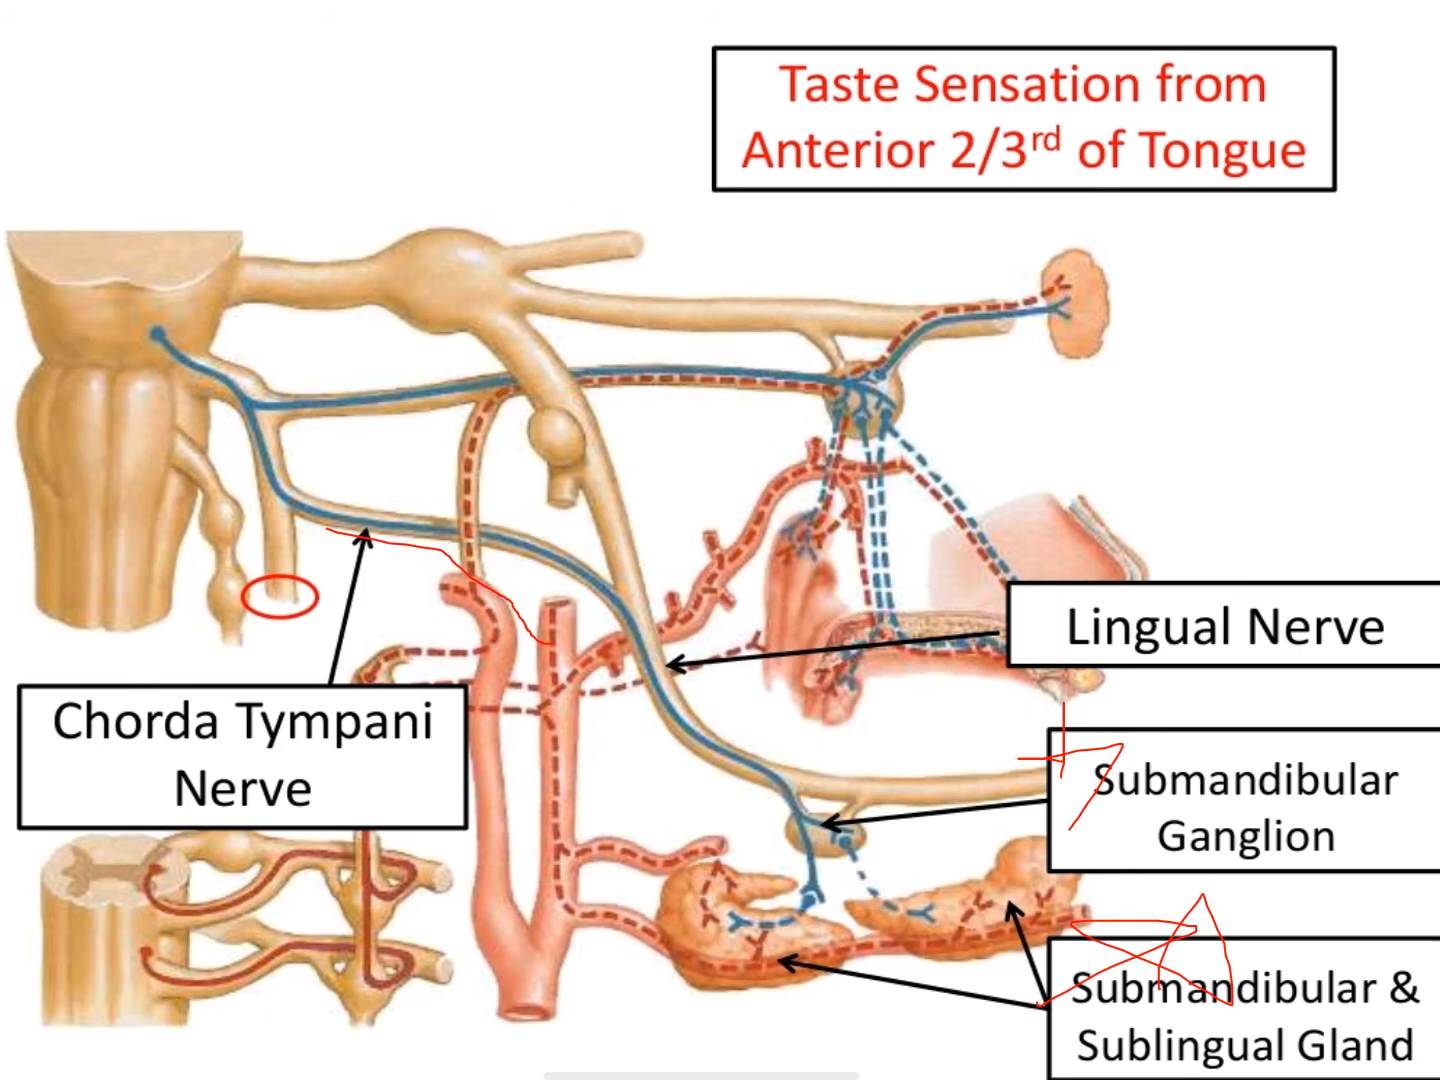 Taste Sensation from
Anterior 2/3rd of Tongue
Lingual Nerve
Chorda Tympani
Nerve
Submandibular
Ganglion
Submandibular &
Sublingual Gland